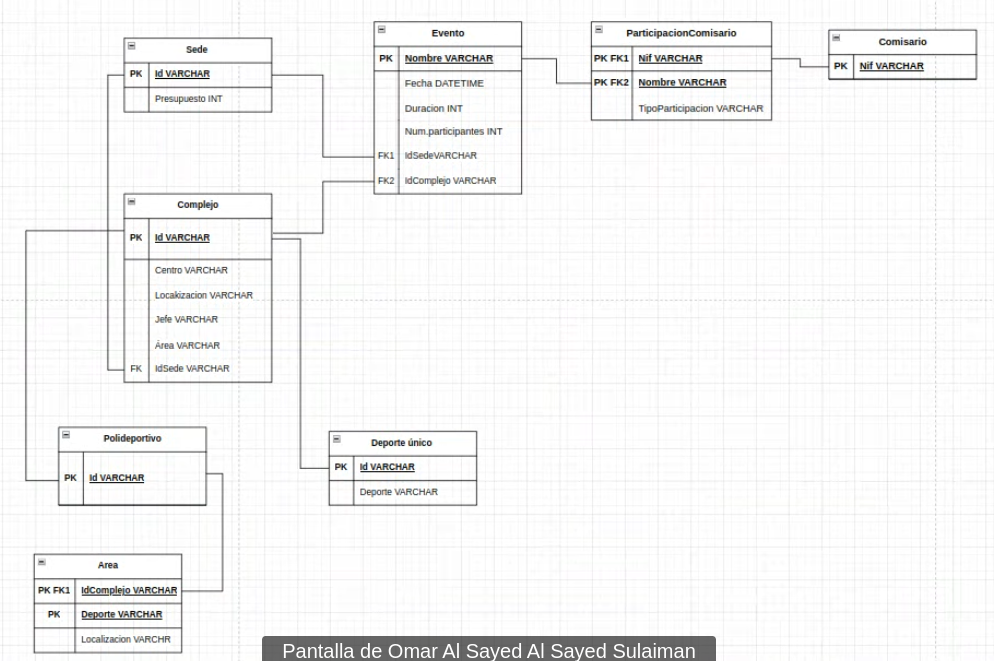 Sede
PK Id VARCHAR
Presupuesto INT
Evento
PK Nombre VARCHAR
Fecha DATETIME
Duracion INT
Num.participantes INT
FK1 IdSedeVARCHAR
FK2 IdComplejo VARCHAR
ParticipacionComisario
PK FK1 Nif VARCHAR
PK FK2 Nombre VARCHAR
TipoParticipacion VARCHAR
Comisario
PK Nif VARCHAR
Complejo
PK Id VARCHAR
Centro VARCHAR
Locakizacion VARCHAR
Jefe VARCHAR
Área VARCHAR
FK IdSede VARCHAR
Polideportivo
PK Id VARCHAR
Deporte único
PK Id VARCHAR
Deporte VARCHAR
Area
PK FK1 IdComplejo VARCHAR
PK Deporte VARCHAR
Localizacion VARCHR
Pantalla de Omar Al Sayed Al Sayed Sulaiman